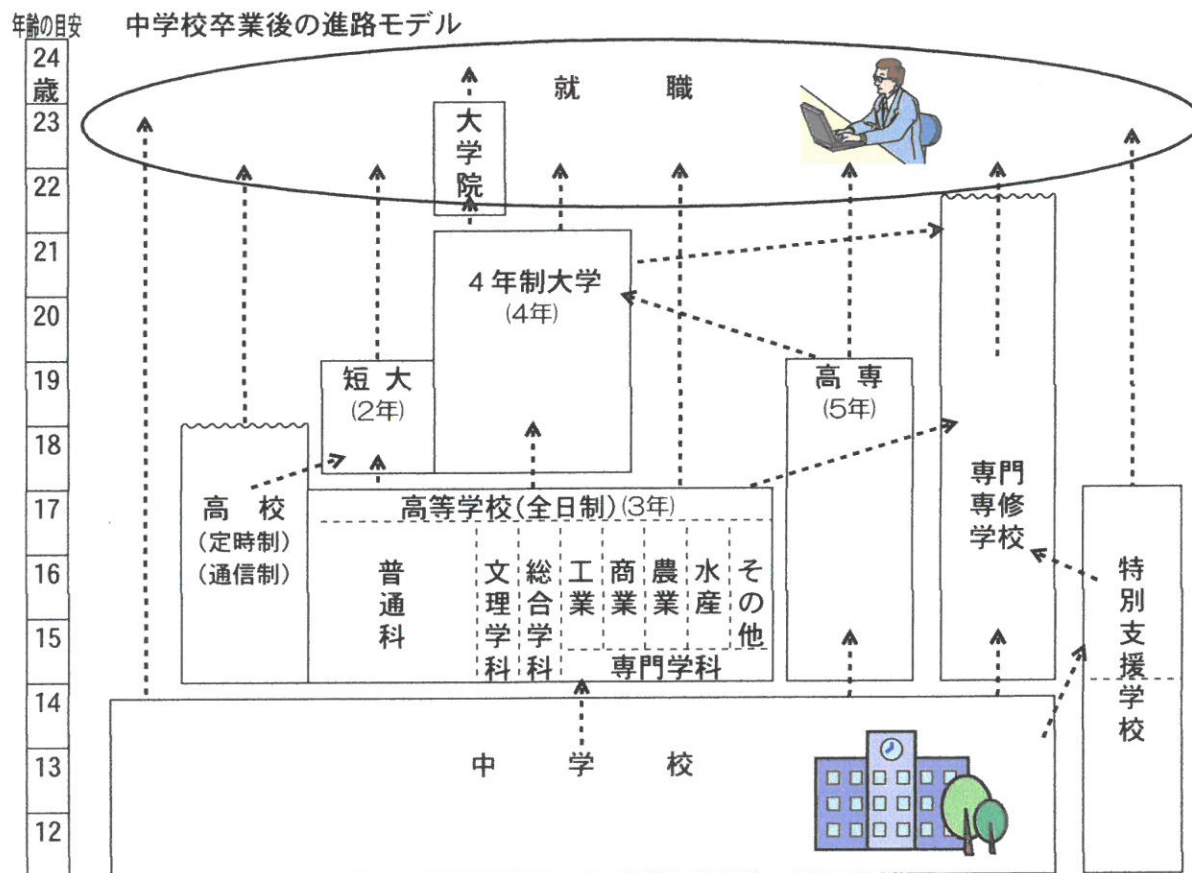 年齢の目安
中学校卒業後の進路モデル
24
歳
23
22
21
20
19
18
17
16
15
14
13
12
就職
大学院
4年制大学
(4年)
短大
(2年)
高専
(5年)
高校
(定時制)
(通信制)
高等学校(全日制)(3年)
普通科
文理学科
総合学科
工業
商業
農業
水産
その他
専門学科
専門
専修
学校
特別支援学校
中学校